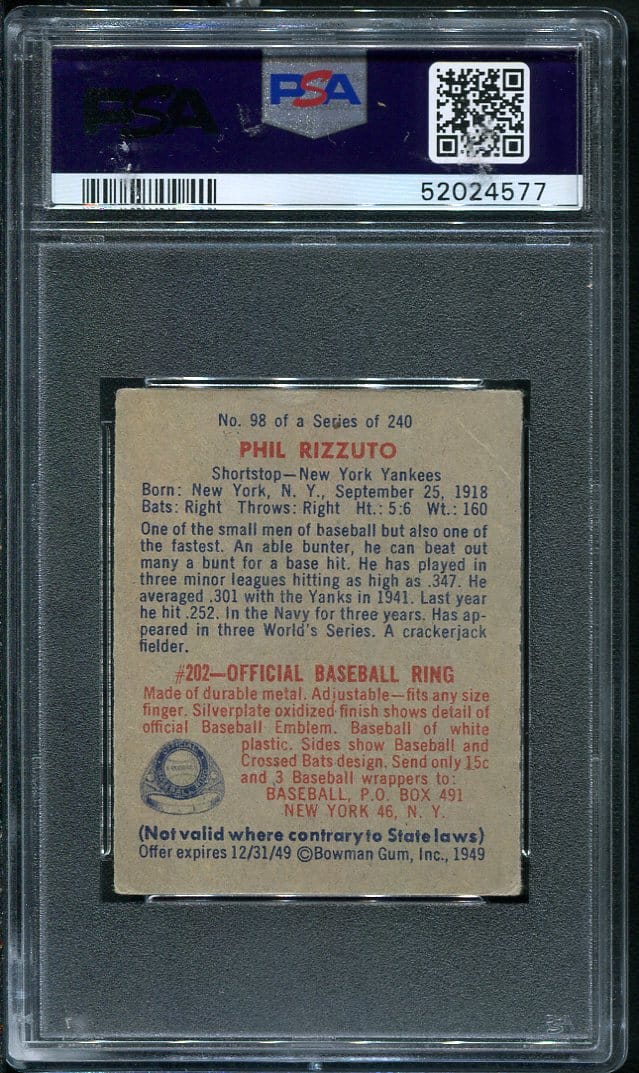 PSA PSA
52024577
No. 98 of a Series of 240
PHIL RIZZUTO
Shortstop—New York Yankees
Born: New York, N. Y., September 25, 1918
Bats: Right Throws: Right Ht.: 5:6 Wt.: 160
One of the small men of baseball but also one of
the fastest. An able bunter, he can beat out
many a bunt for a base hit. He has played in
three minor leagues hitting as high as .347. He
averaged .301 with the Yanks in 1941. Last year
he hit .252. In the Navy for three years. Has ap-
peared in three World's Series. A crackerjack
fielder.
#202—OFFICIAL BASEBALL RING
Made of durable metal. Adjustable—fits any size
finger. Silverplate oxidized finish shows detail of
official Baseball Emblem. Baseball of white
plastic. Sides show Baseball and
Crossed Bats design. Send only 15c
and 3 Baseball wrappers to:
BASEBALL, P.O. BOX 491
NEW YORK 46, N. Y.
OFFICIAL
(Not valid where contrary to State laws)
Offer expires 12/31/49 ©Bowman Gum, Inc., 1949